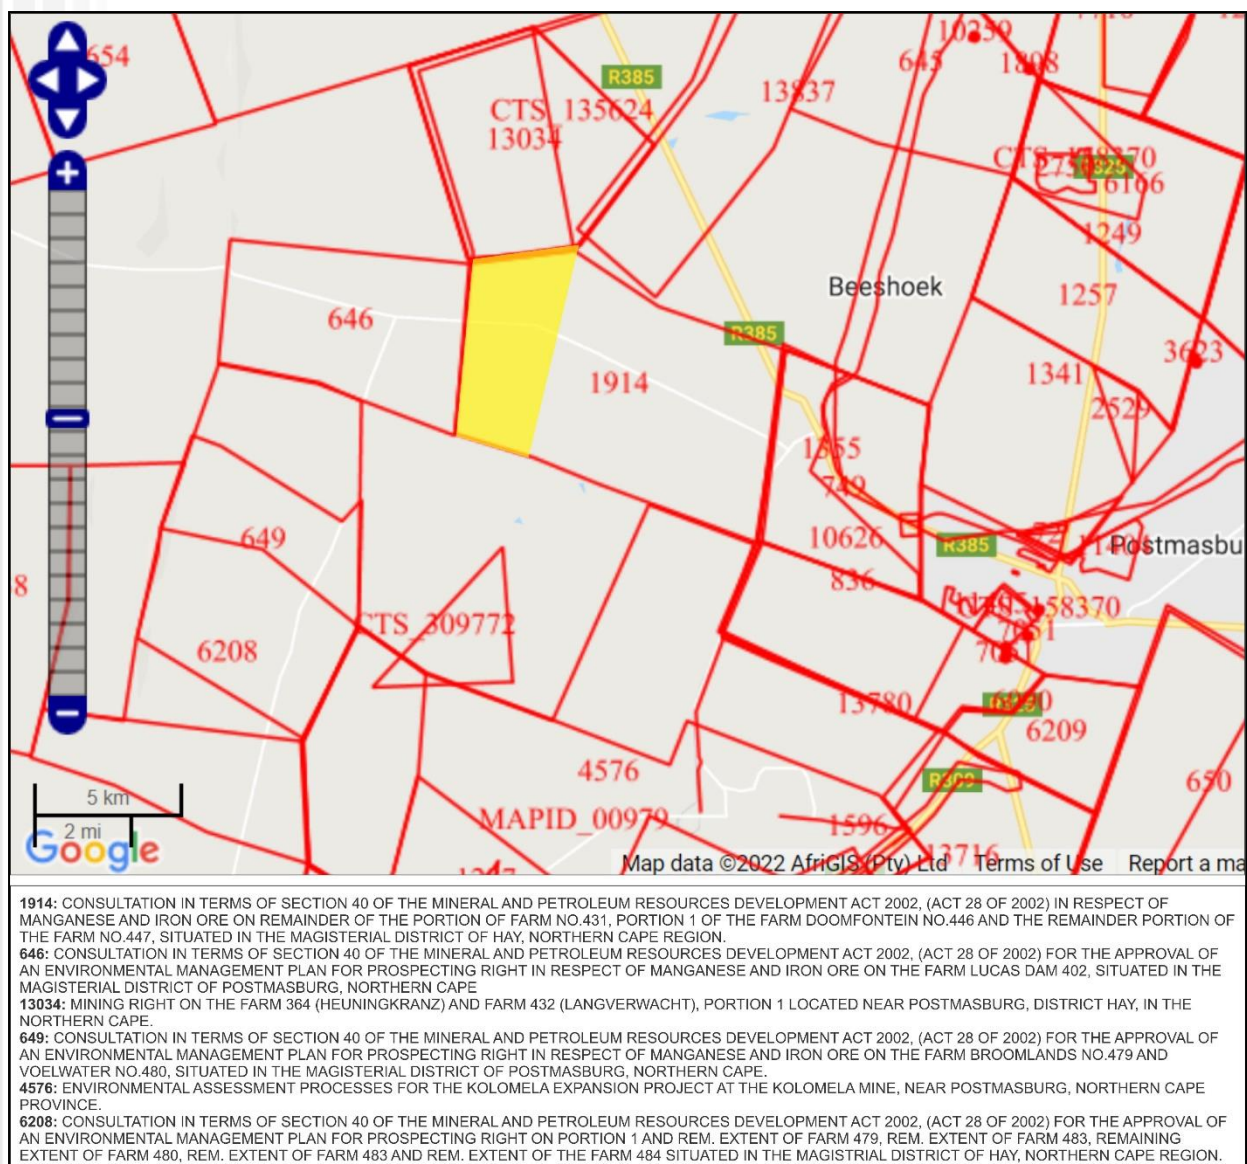 654
10259
R385
645
1808
CTS_135624
13034
13837
CTS_158370
6166
1249
Beeshoek
1257
646
R385
3623
1341
1914
2529
1355
749
649
10626
R385
Postmasbu
836
8
CTS_309772
158370
6208
13780
6209
4576
650
5 km
MAPID_00979
1596
2 mi
Google
13716
Map data ©2022 AfriGIS (Pty) Ltd Terms of Use Report a ma
1914: CONSULTATION IN TERMS OF SECTION 40 OF THE MINERAL AND PETROLEUM RESOURCES DEVELOPMENT ACT 2002, (ACT 28 OF 2002) IN RESPECT OF
MANGANESE AND IRON ORE ON REMAINDER OF THE PORTION OF FARM NO.431, PORTION 1 OF THE FARM DOOMFONTEIN NO.446 AND THE REMAINDER PORTION OF
THE FARM NO.447, SITUATED IN THE MAGISTERIAL DISTRICT OF HAY, NORTHERN CAPE REGION.
646: CONSULTATION IN TERMS OF SECTION 40 OF THE MINERAL AND PETROLEUM RESOURCES DEVELOPMENT ACT 2002, (ACT 28 OF 2002) FOR THE APPROVAL OF
AN ENVIRONMENTAL MANAGEMENT PLAN FOR PROSPECTING RIGHT IN RESPECT OF MANGANESE AND IRON ORE ON THE FARM LUCAS DAM 402, SITUATED IN THE
MAGISTERIAL DISTRICT OF POSTMASBURG, NORTHERN CAPE
13034: MINING RIGHT ON THE FARM 364 (HEUNINGKRANZ) AND FARM 432 (LANGVERWACHT), PORTION 1 LOCATED NEAR POSTMASBURG, DISTRICT HAY, IN THE
NORTHERN CAPE.
649: CONSULTATION IN TERMS OF SECTION 40 OF THE MINERAL AND PETROLEUM RESOURCES DEVELOPMENT ACT 2002, (ACT 28 OF 2002) FOR THE APPROVAL OF
AN ENVIRONMENTAL MANAGEMENT PLAN FOR PROSPECTING RIGHT IN RESPECT OF MANGANESE AND IRON ORE ON THE FARM BROOMLANDS NO.479 AND
VOELWATER NO.480, SITUATED IN THE MAGISTERIAL DISTRICT OF POSTMASBURG, NORTHERN CAPE.
4576: ENVIRONMENTAL ASSESSMENT PROCESSES FOR THE KOLOMELA EXPANSION PROJECT AT THE KOLOMELA MINE, NEAR POSTMASBURG, NORTHERN CAPE
PROVINCE.
6208: CONSULTATION IN TERMS OF SECTION 40 OF THE MINERAL AND PETROLEUM RESOURCES DEVELOPMENT ACT 2002, (ACT 28 OF 2002) FOR THE APPROVAL OF
AN ENVIRONMENTAL MANAGEMENT PLAN FOR PROSPECTING RIGHT ON PORTION 1 AND REM. EXTENT OF FARM 479, REM. EXTENT OF FARM 483, REMAINING
EXTENT OF FARM 480, REM. EXTENT OF FARM 483 AND REM. EXTENT OF THE FARM 484 SITUATED IN THE MAGISTRIAL DISTRICT OF HAY, NORTHERN CAPE REGION.